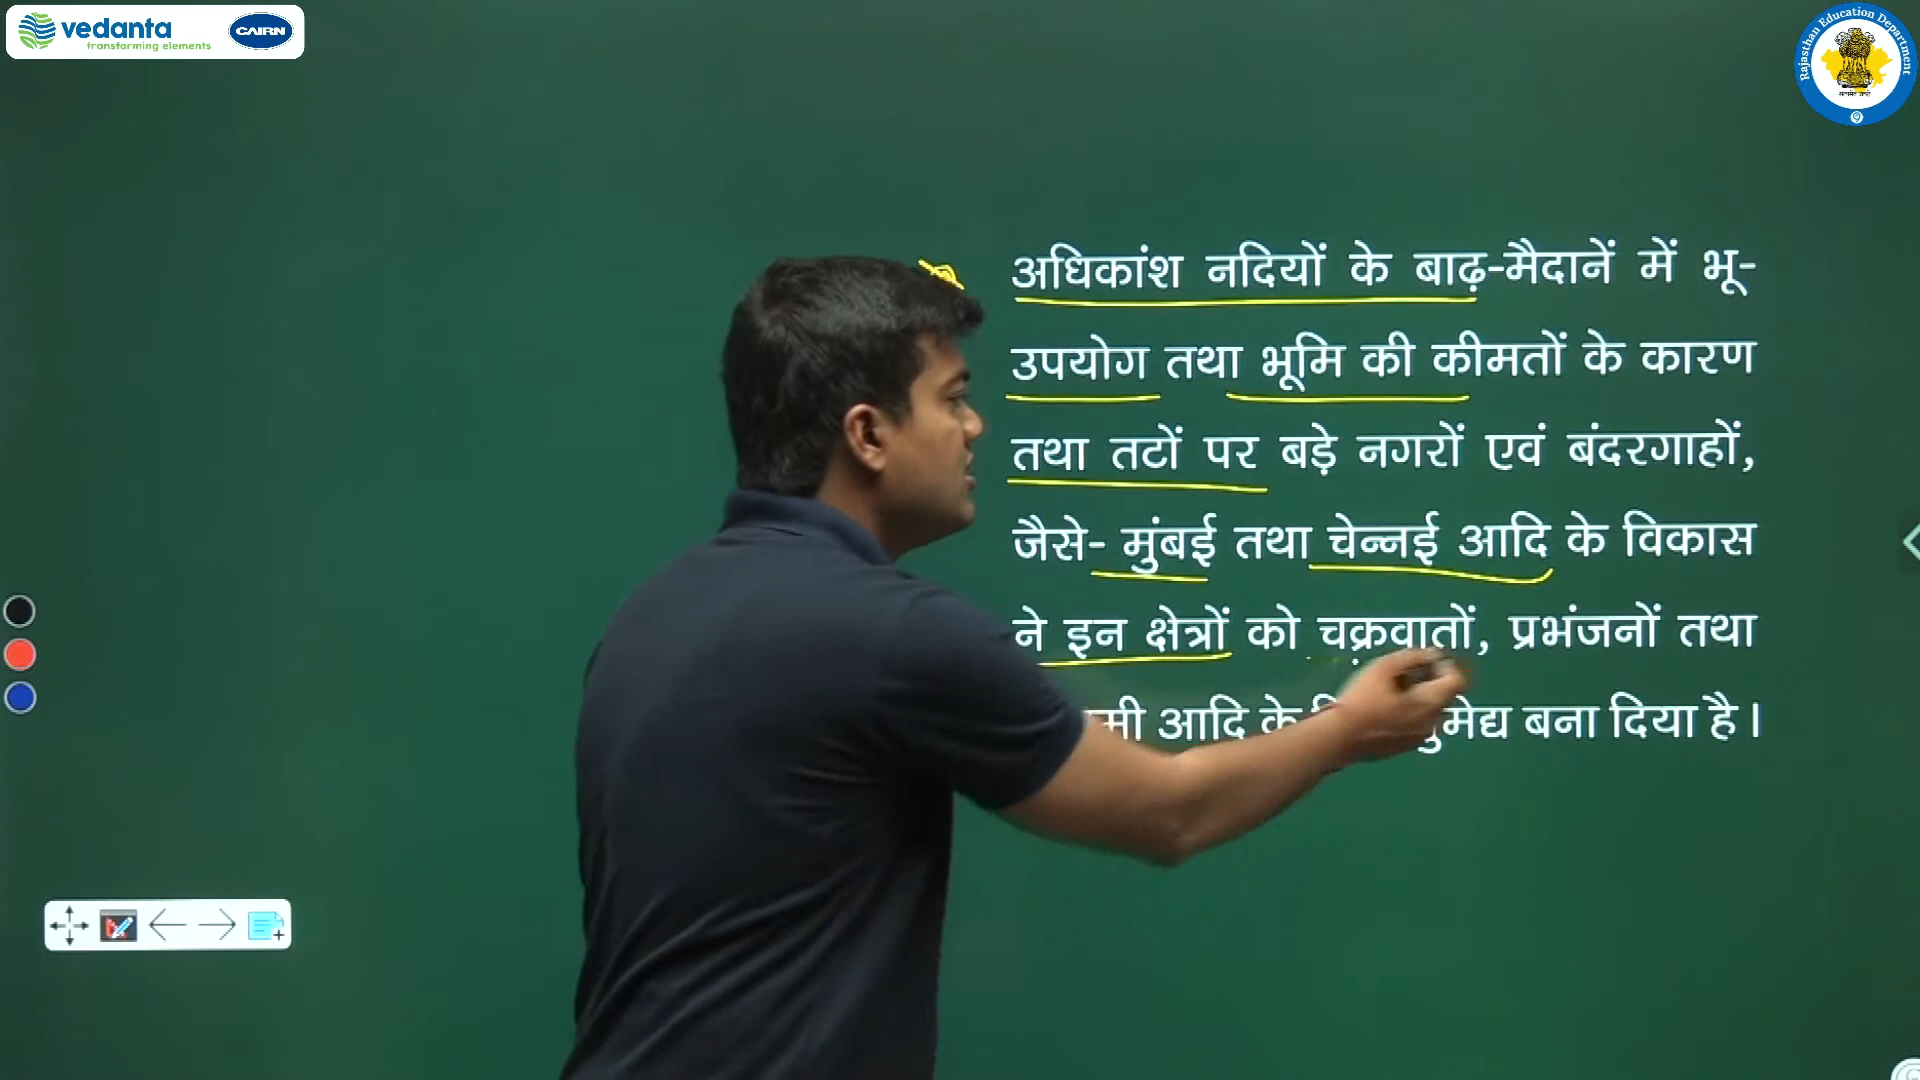 vedanta
transforming elements
CAIRN
Rajasthan Education Department
अधिकांश नदियों के बाढ़-मैदानें में भू-
उपयोग तथा भूमि की कीमतों के कारण
तथा तटों पर बड़े नगरों एवं बंदरगाहों,
जैसे- मुंबई तथा चेन्नई आदि के विकास
ने इन क्षेत्रों को चक्रवातों, प्रभंजनों तथा
आदि के बना दिया है।